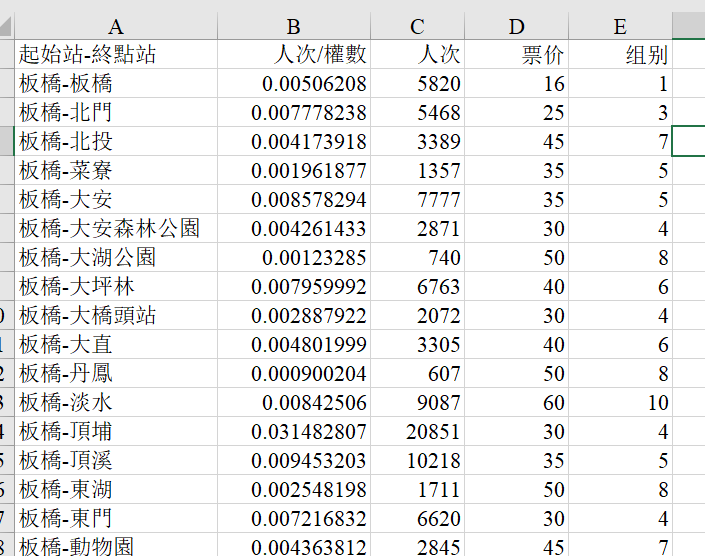 A B C D E
起始站-終點站 人次/權數 人次 票价 组别
板橋-板橋 0.00506208 5820 16 1
板橋-北門 0.007778238 5468 25 3
板橋-北投 0.004173918 3389 45 7
板橋-菜寮 0.001961877 1357 35 5
板橋-大安 0.008578294 7777 35 5
板橋-大安森林公園 0.004261433 2871 30 4
板橋-大湖公園 0.00123285 740 50 8
板橋-大坪林 0.007959992 6763 40 6
板橋-大橋頭站 0.002887922 2072 30 4
板橋-大直 0.004801999 3305 40 6
板橋-丹鳳 0.000900204 607 50 8
板橋-淡水 0.00842506 9087 60 10
板橋-頂埔 0.031482807 20851 30 4
板橋-頂溪 0.009453203 10218 35 5
板橋-東湖 0.002548198 1711 50 8
板橋-東門 0.007216832 6620 30 4
板橋-動物園 0.004363812 2845 45 7